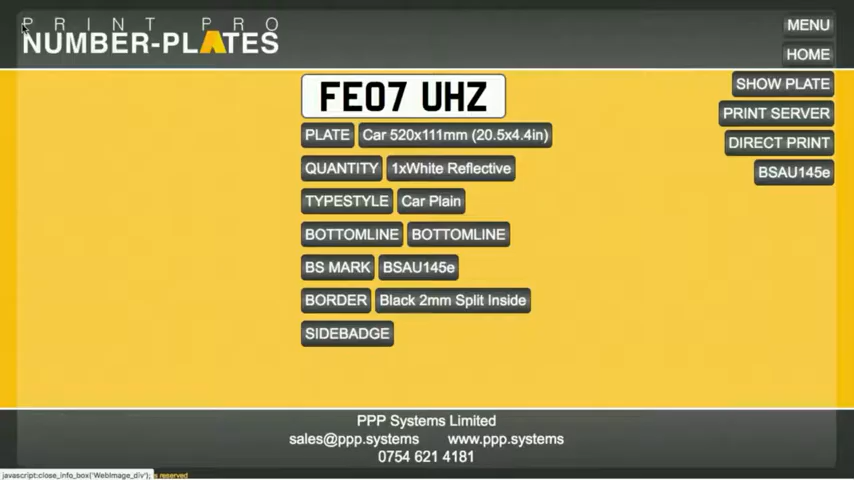 PRINT PRO
NUMBER-PLATES
MENU
HOME
SHOW PLATE
PRINT SERVER
DIRECT PRINT
BSAU145e
FE07 UHZ
PLATE Car 520x111mm (20.5x4.4in)
QUANTITY 1xWhite Reflective
TYPESTYLE Car Plain
BOTTOMLINE BOTTOMLINE
BS MARK BSAU145e
BORDER Black 2mm Split Inside
SIDEBADGE
PPP Systems Limited
sales@ppp.systems www.ppp.systems
0754 621 4181
javascript:close_info_box('WebImage_div'); s reserved